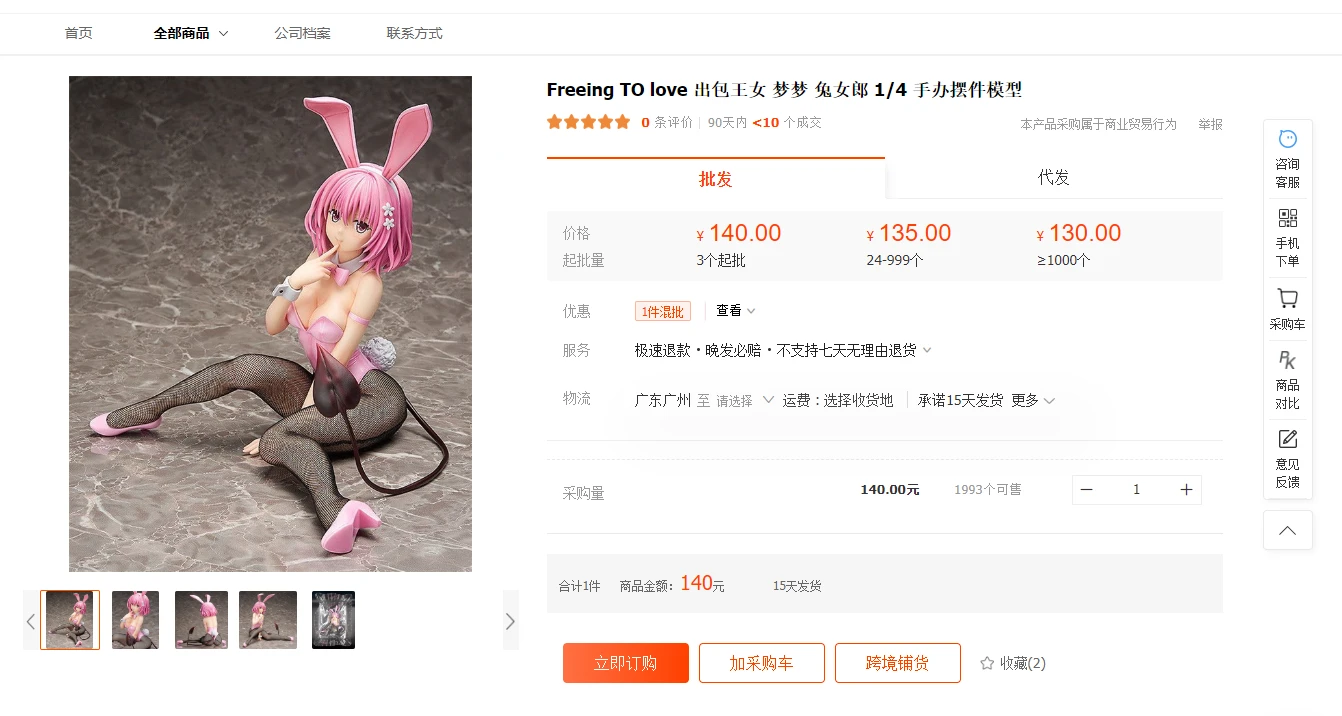 首页 全部商品 公司档案 联系方式
Freeing TO love 出包王女 梦梦 兔女郎 1/4 手办摆件模型
0 条评价 90天内 <10 个成交 本产品采购属于商业贸易行为 举报
批发 代发
价格 ¥ 140.00 ¥ 135.00 ¥ 130.00
起批量 3个起批 24-999个 ≥1000个
优惠 1件混批 查看
服务 极速退款·晚发必赔·不支持七天无理由退货
物流 广东广州 至 请选择 运费：选择收货地 承诺15天发货 更多
采购量 140.00元 1993个可售 1
合计1件 商品金额： 140元 15天发货
立即订购 加采购车 跨境铺货 收藏(2)
咨询
客服
手机
下单
采购车
PK
商品
对比
意见
反馈